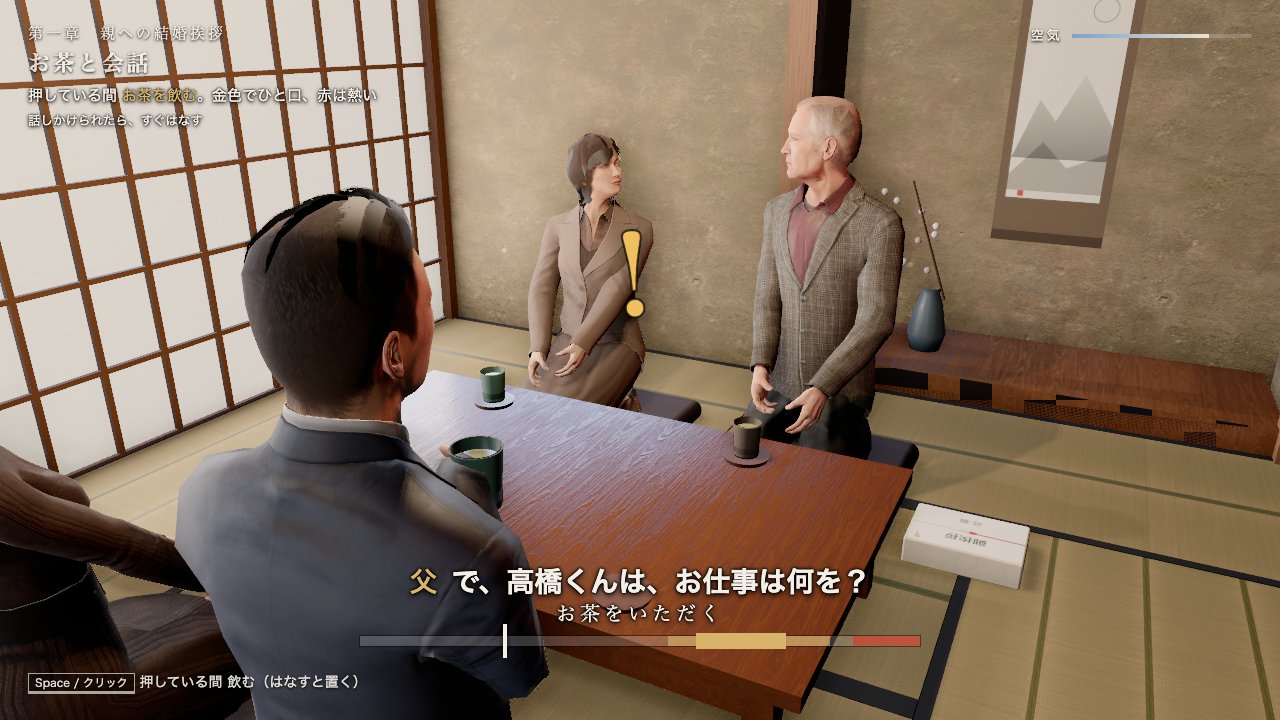 第一章 親への結婚挨拶
お茶と会話
押している間 お茶を飲む。金色でひと口、赤は熱い
話しかけられたら、すぐはなす
空気
父 で、高橋くんは、お仕事は何を？
お茶をいただく
Space / クリック 押している間 飲む（はなすと置く）